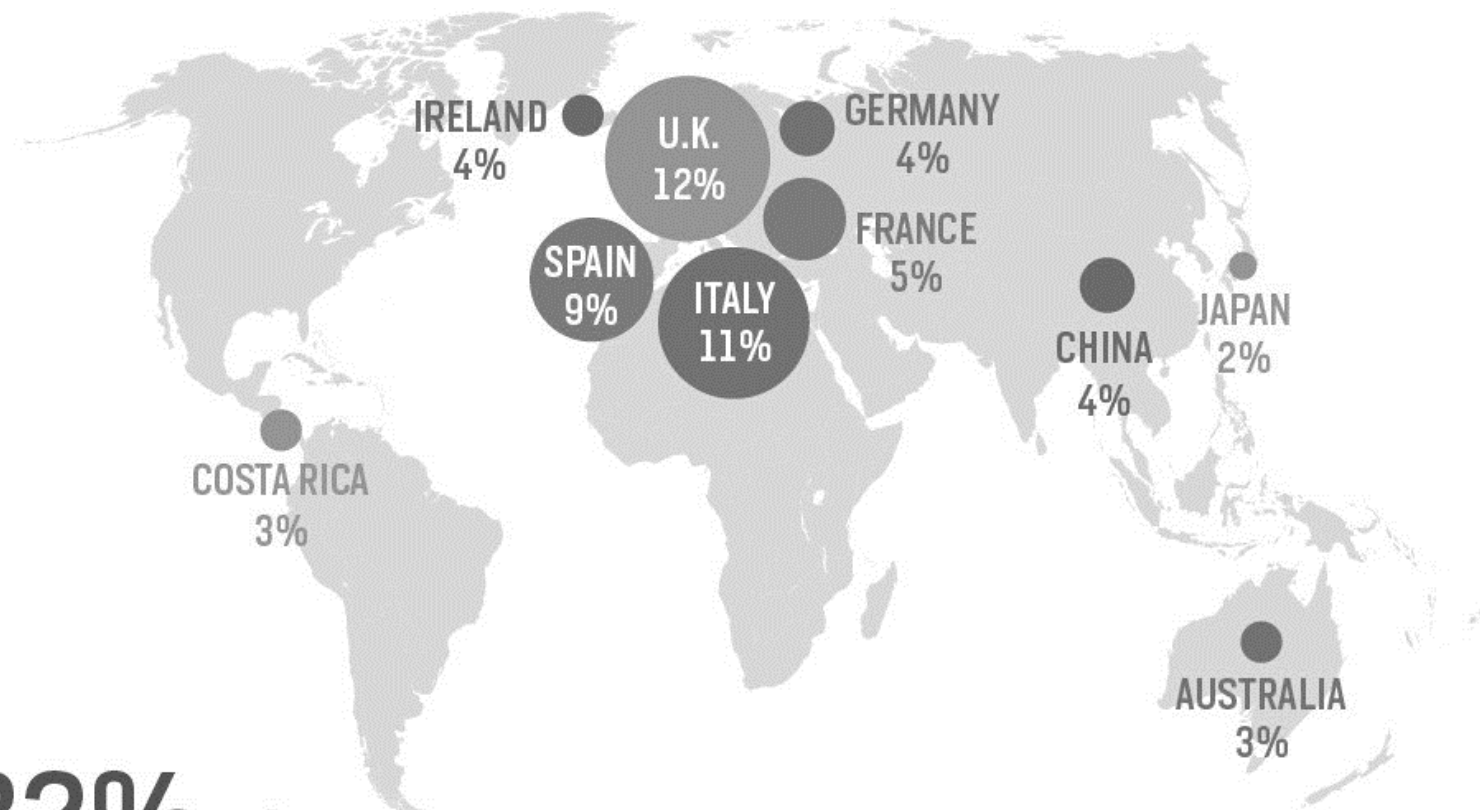 IRELAND
4%
U.K.
12%
GERMANY
4%
FRANCE
5%
SPAIN
9%
ITALY
11%
CHINA
4%
JAPAN
2%
COSTA RICA
3%
AUSTRALIA
3%